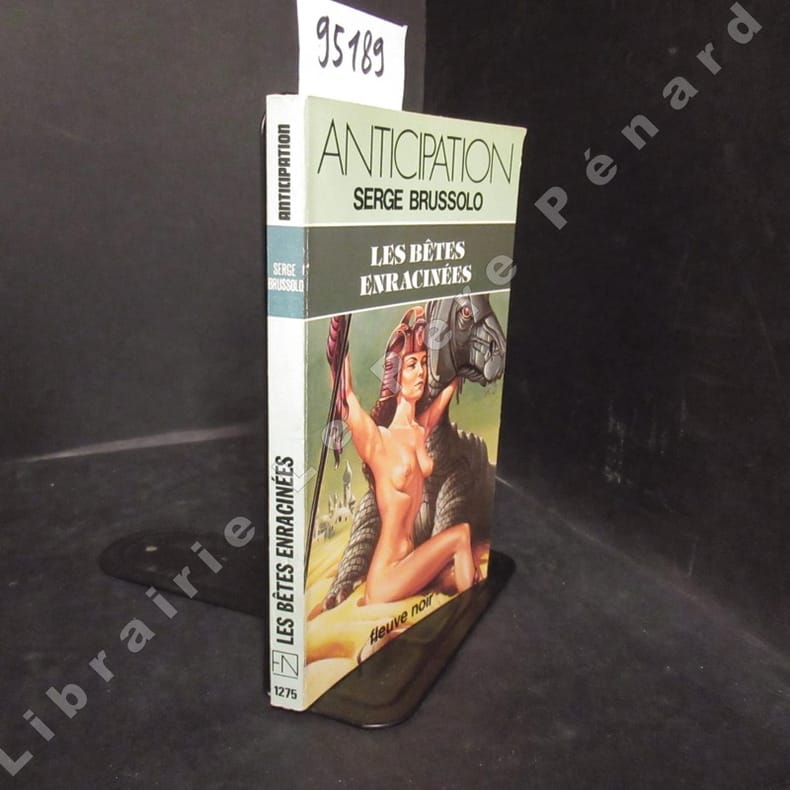 95189
ANTICIPATION
SERGE BRUSSOLO
LES BÊTES
ENRACINÉES
fleuve noir
ANTICIPATION
SERGE
BRUSSOLO
LES BÊTES ENRACINÉES
FN
1275
Librairie Le Père Pénard